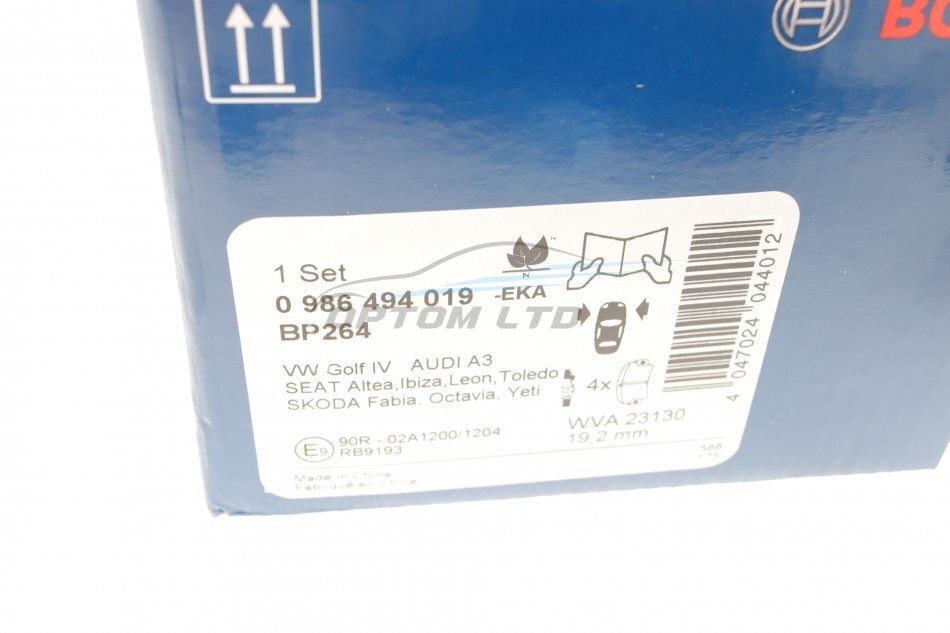 BO
1 Set
0 986 494 019 -EKA
BP264
OPTOM LTD
VW Golf IV AUDI A3
SEAT Altea,Ibiza,Leon,Toledo
SKODA Fabia, Octavia, Yeti
4x
WVA 23130
19,2 mm
E9 90R - 02A1200/1204
RB9193
Made in China
Fabriqué en Chine
4 047024 044012